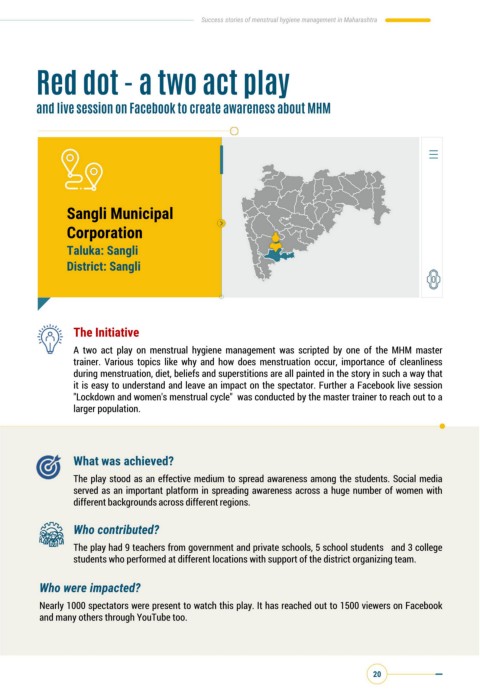 Success stories of menstrual hygiene management in Maharashtra
Red dot - a two act play
and live session on Facebook to create awareness about MHM
Sangli Municipal
Corporation
Taluka: Sangli
District: Sangli
The Initiative
A two act play on menstrual hygiene management was scripted by one of the MHM master
trainer. Various topics like why and how does menstruation occur, importance of cleanliness
during menstruation, diet, beliefs and superstitions are all painted in the story in such a way that
it is easy to understand and leave an impact on the spectator. Further a Facebook live session
"Lockdown and women's menstrual cycle" was conducted by the master trainer to reach out to a
larger population.
What was achieved?
The play stood as an effective medium to spread awareness among the students. Social media
served as an important platform in spreading awareness across a huge number of women with
different backgrounds across different regions.
Who contributed?
The play had 9 teachers from government and private schools, 5 school students and 3 college
students who performed at different locations with support of the district organizing team.
Who were impacted?
Nearly 1000 spectators were present to watch this play. It has reached out to 1500 viewers on Facebook
and many others through YouTube too.
20